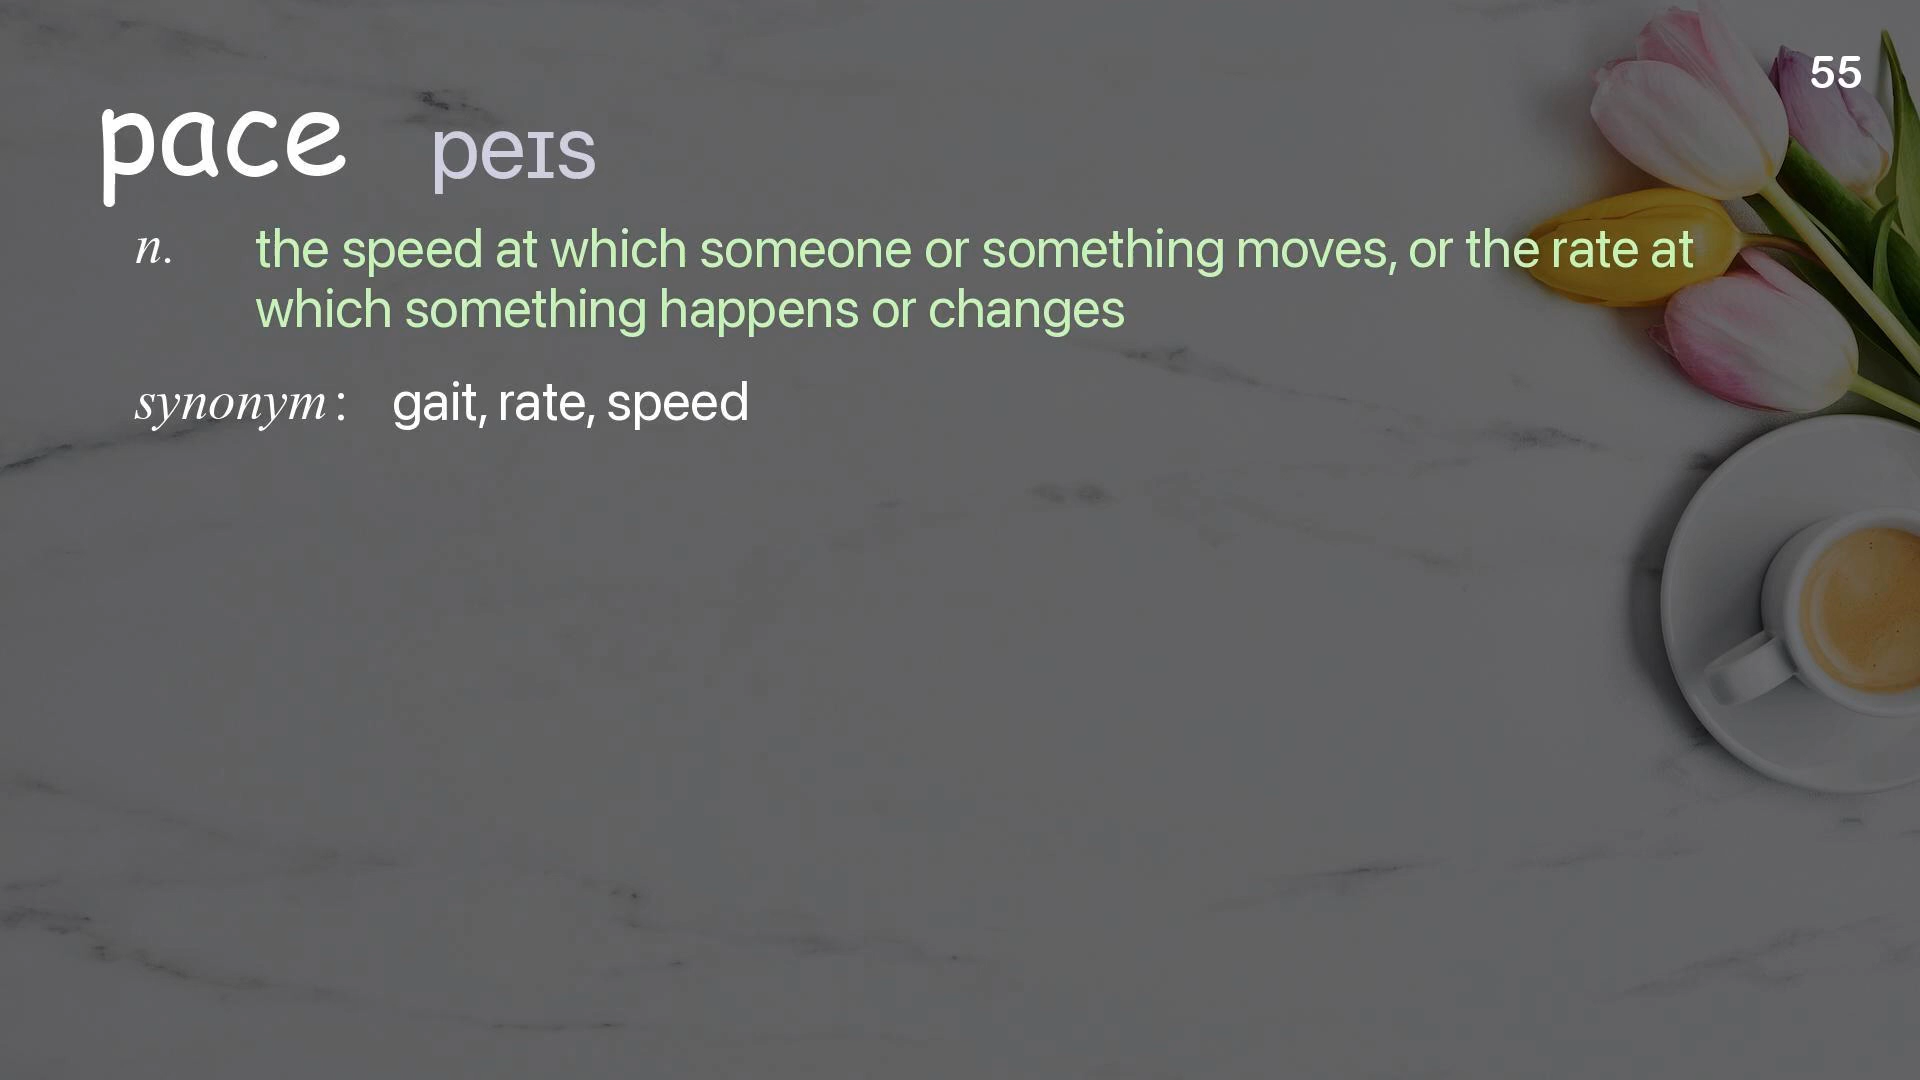 55
pace peɪs
n. the speed at which someone or something moves, or the rate at
which something happens or changes
synonym: gait, rate, speed